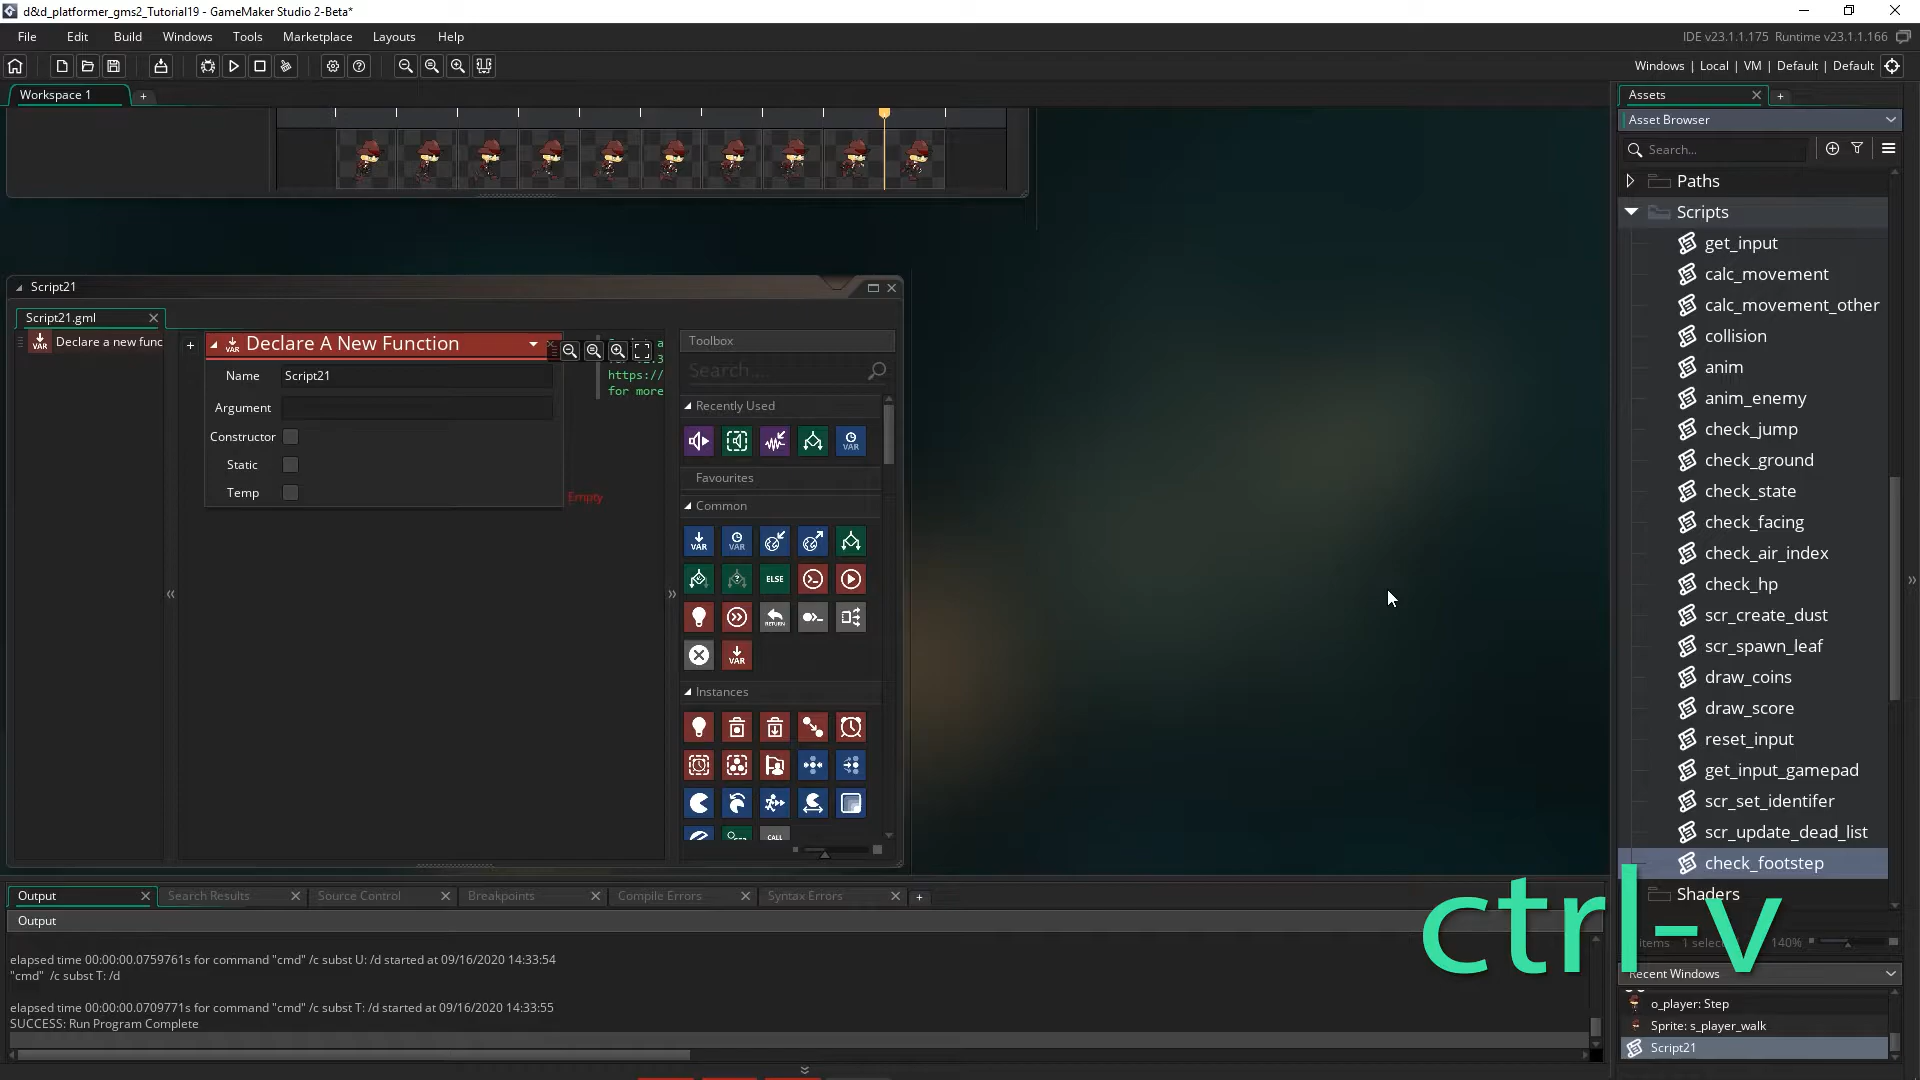 d&d_platformer_gms2_Tutorial19 - GameMaker Studio 2-Beta*
File Edit Build Windows Tools Marketplace Layouts Help
IDE v23.1.1.175 Runtime v23.1.1.166
Windows | Local | VM | Default | Default
Workspace 1
Assets
Asset Browser
Search...
Paths
Scripts
get_input
calc_movement
calc_movement_other
collision
anim
anim_enemy
check_jump
check_ground
check_state
check_facing
check_air_index
check_hp
scr_create_dust
scr_spawn_leaf
draw_coins
draw_score
reset_input
get_input_gamepad
scr_set_identifer
scr_update_dead_list
check_footstep
Shaders
140%
Recent Windows
o_player: Step
Sprite: s_player_walk
Script21
Script21
Script21.gml
Declare a new func
Declare A New Function
Name Script21
Argument
Constructor
Static
Temp
https://
for more
Empty
Toolbox
Search...
Recently Used
VAR
Favourites
Common
VAR VAR
ELSE
RETURN
VAR
Instances
CALL
Output Search Results Source Control Breakpoints Compile Errors Syntax Errors
Output
elapsed time 00:00:00.0759761s for command "cmd" /c subst U: /d started at 09/16/2020 14:33:54
"cmd" /c subst T: /d
elapsed time 00:00:00.0709771s for command "cmd" /c subst T: /d started at 09/16/2020 14:33:55
SUCCESS: Run Program Complete
ctrl-v